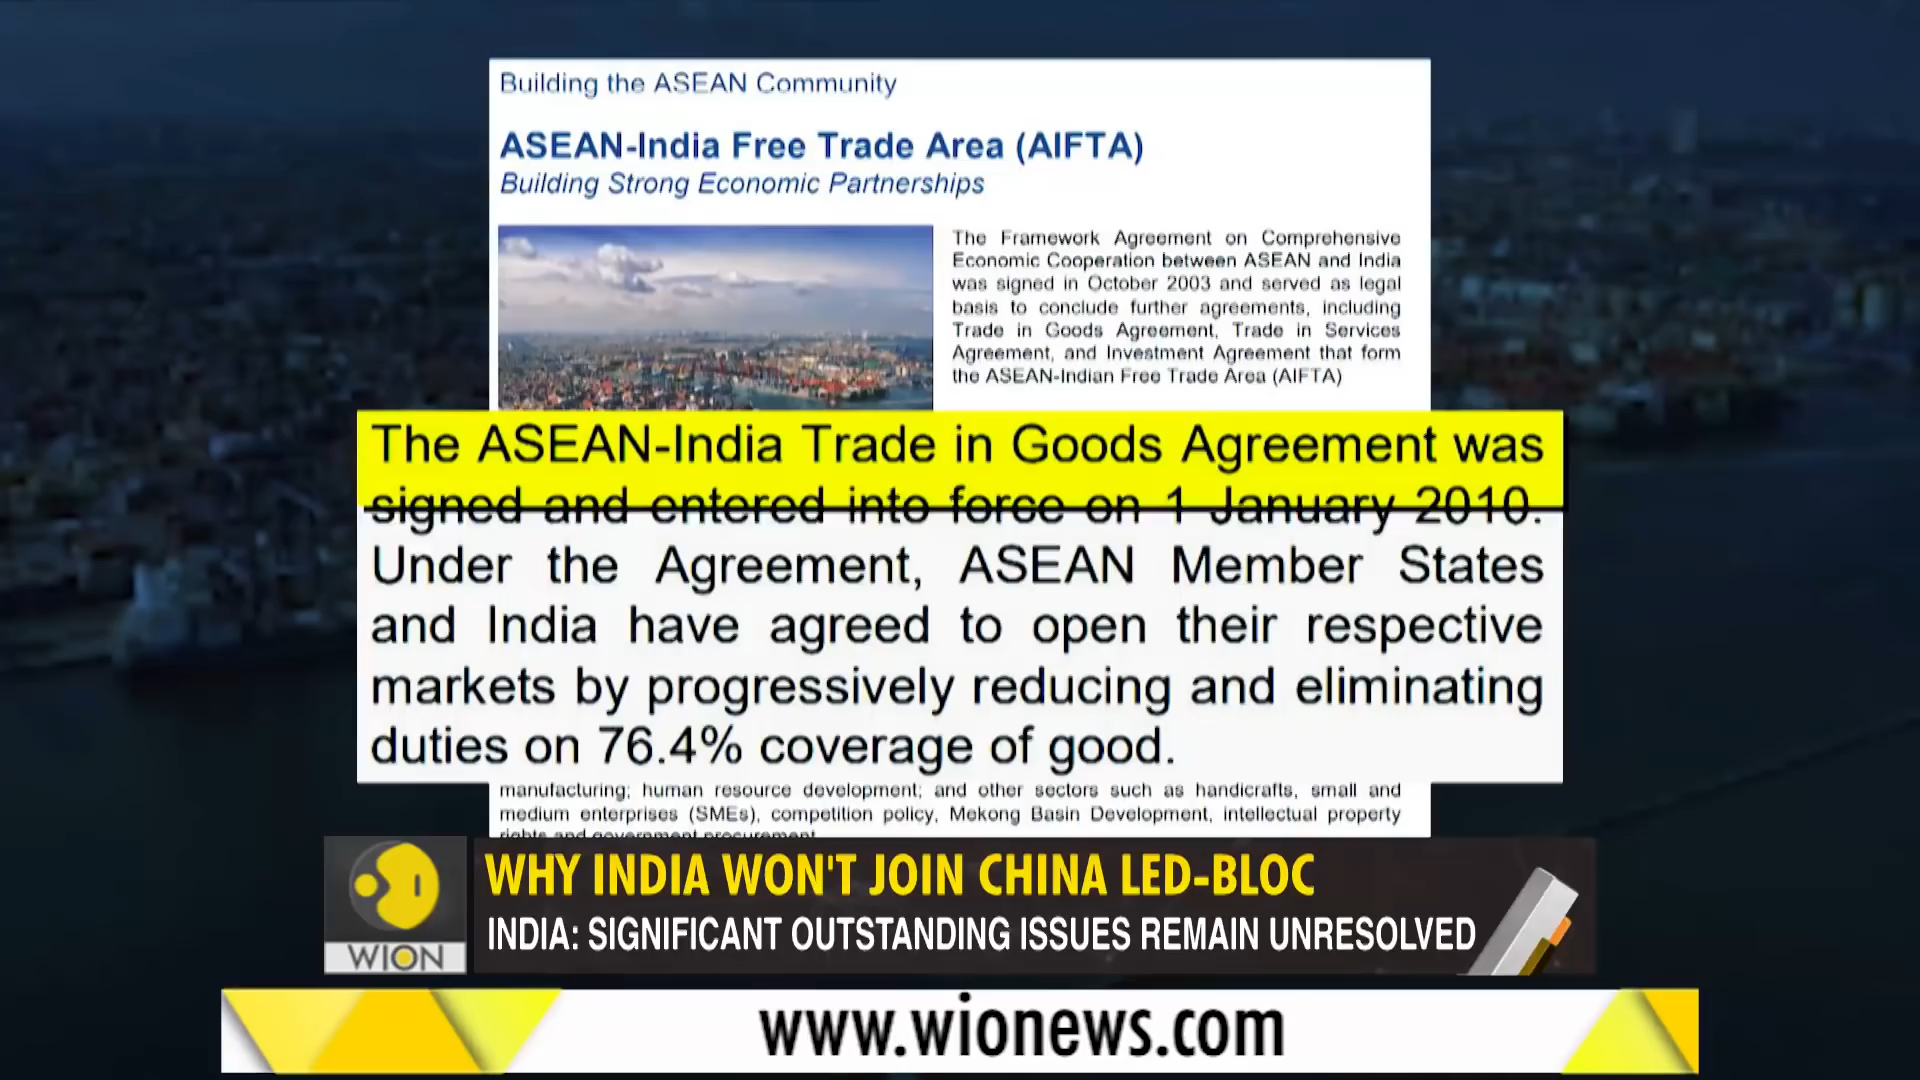 Building the ASEAN Community
ASEAN-India Free Trade Area (AIFTA)
Building Strong Economic Partnerships
The Framework Agreement on Comprehensive
Economic Cooperation between ASEAN and India
was signed in October 2003 and served as legal
basis to conclude further agreements, including
Trade in Goods Agreement, Trade in Services
Agreement, and Investment Agreement that form
the ASEAN-Indian Free Trade Area (AIFTA)
The ASEAN-India Trade in Goods Agreement was
signed and entered into force on 1 January 2010.
Under the Agreement, ASEAN Member States
and India have agreed to open their respective
markets by progressively reducing and eliminating
duties on 76.4% coverage of good.
manufacturing; human resource development; and other sectors such as handicrafts, small and
medium enterprises (SMEs), competition policy, Mekong Basin Development, intellectual property
rights and government procurement
WHY INDIA WON'T JOIN CHINA LED-BLOC
INDIA: SIGNIFICANT OUTSTANDING ISSUES REMAIN UNRESOLVED
WION
www.wionews.com